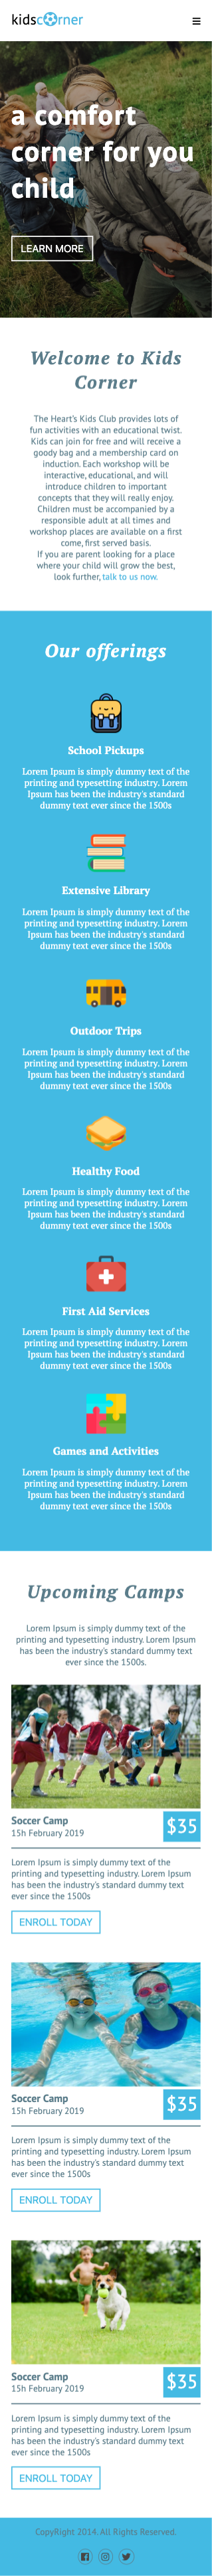 kidscorner
a comfort
corner for you
child
LEARN MORE
Welcome to Kids
Corner
The Heart's Kids Club provides lots of
fun activities with an educational twist.
Kids can join for free and will receive a
goody bag and a membership card on
induction. Each workshop will be
interactive, educational, and will
introduce children to important
concepts that they will really enjoy.
Children must be accompanied by a
responsible adult at all times and
workshop places are available on a first
come, first served basis.
If you are parent looking for a place
where your child will grow the best,
look further, talk to us now.
Our offerings
School Pickups
Lorem Ipsum is simply dummy text of the
printing and typesetting industry. Lorem
Ipsum has been the industry's standard
dummy text ever since the 1500s
Extensive Library
Lorem Ipsum is simply dummy text of the
printing and typesetting industry. Lorem
Ipsum has been the industry's standard
dummy text ever since the 1500s
Outdoor Trips
Lorem Ipsum is simply dummy text of the
printing and typesetting industry. Lorem
Ipsum has been the industry's standard
dummy text ever since the 1500s
Healthy Food
Lorem Ipsum is simply dummy text of the
printing and typesetting industry. Lorem
Ipsum has been the industry's standard
dummy text ever since the 1500s
First Aid Services
Lorem Ipsum is simply dummy text of the
printing and typesetting industry. Lorem
Ipsum has been the industry's standard
dummy text ever since the 1500s
Games and Activities
Lorem Ipsum is simply dummy text of the
printing and typesetting industry. Lorem
Ipsum has been the industry's standard
dummy text ever since the 1500s
Upcoming Camps
Lorem Ipsum is simply dummy text of the
printing and typesetting industry. Lorem Ipsum
has been the industry's standard dummy text
ever since the 1500s.
Soccer Camp
15h February 2019
$35
Lorem Ipsum is simply dummy text of the
printing and typesetting industry. Lorem Ipsum
has been the industry's standard dummy text
ever since the 1500s
ENROLL TODAY
Soccer Camp
15h February 2019
$35
Lorem Ipsum is simply dummy text of the
printing and typesetting industry. Lorem Ipsum
has been the industry's standard dummy text
ever since the 1500s
ENROLL TODAY
Soccer Camp
15h February 2019
$35
Lorem Ipsum is simply dummy text of the
printing and typesetting industry. Lorem Ipsum
has been the industry's standard dummy text
ever since the 1500s
ENROLL TODAY
CopyRight 2014. All Rights Reserved.